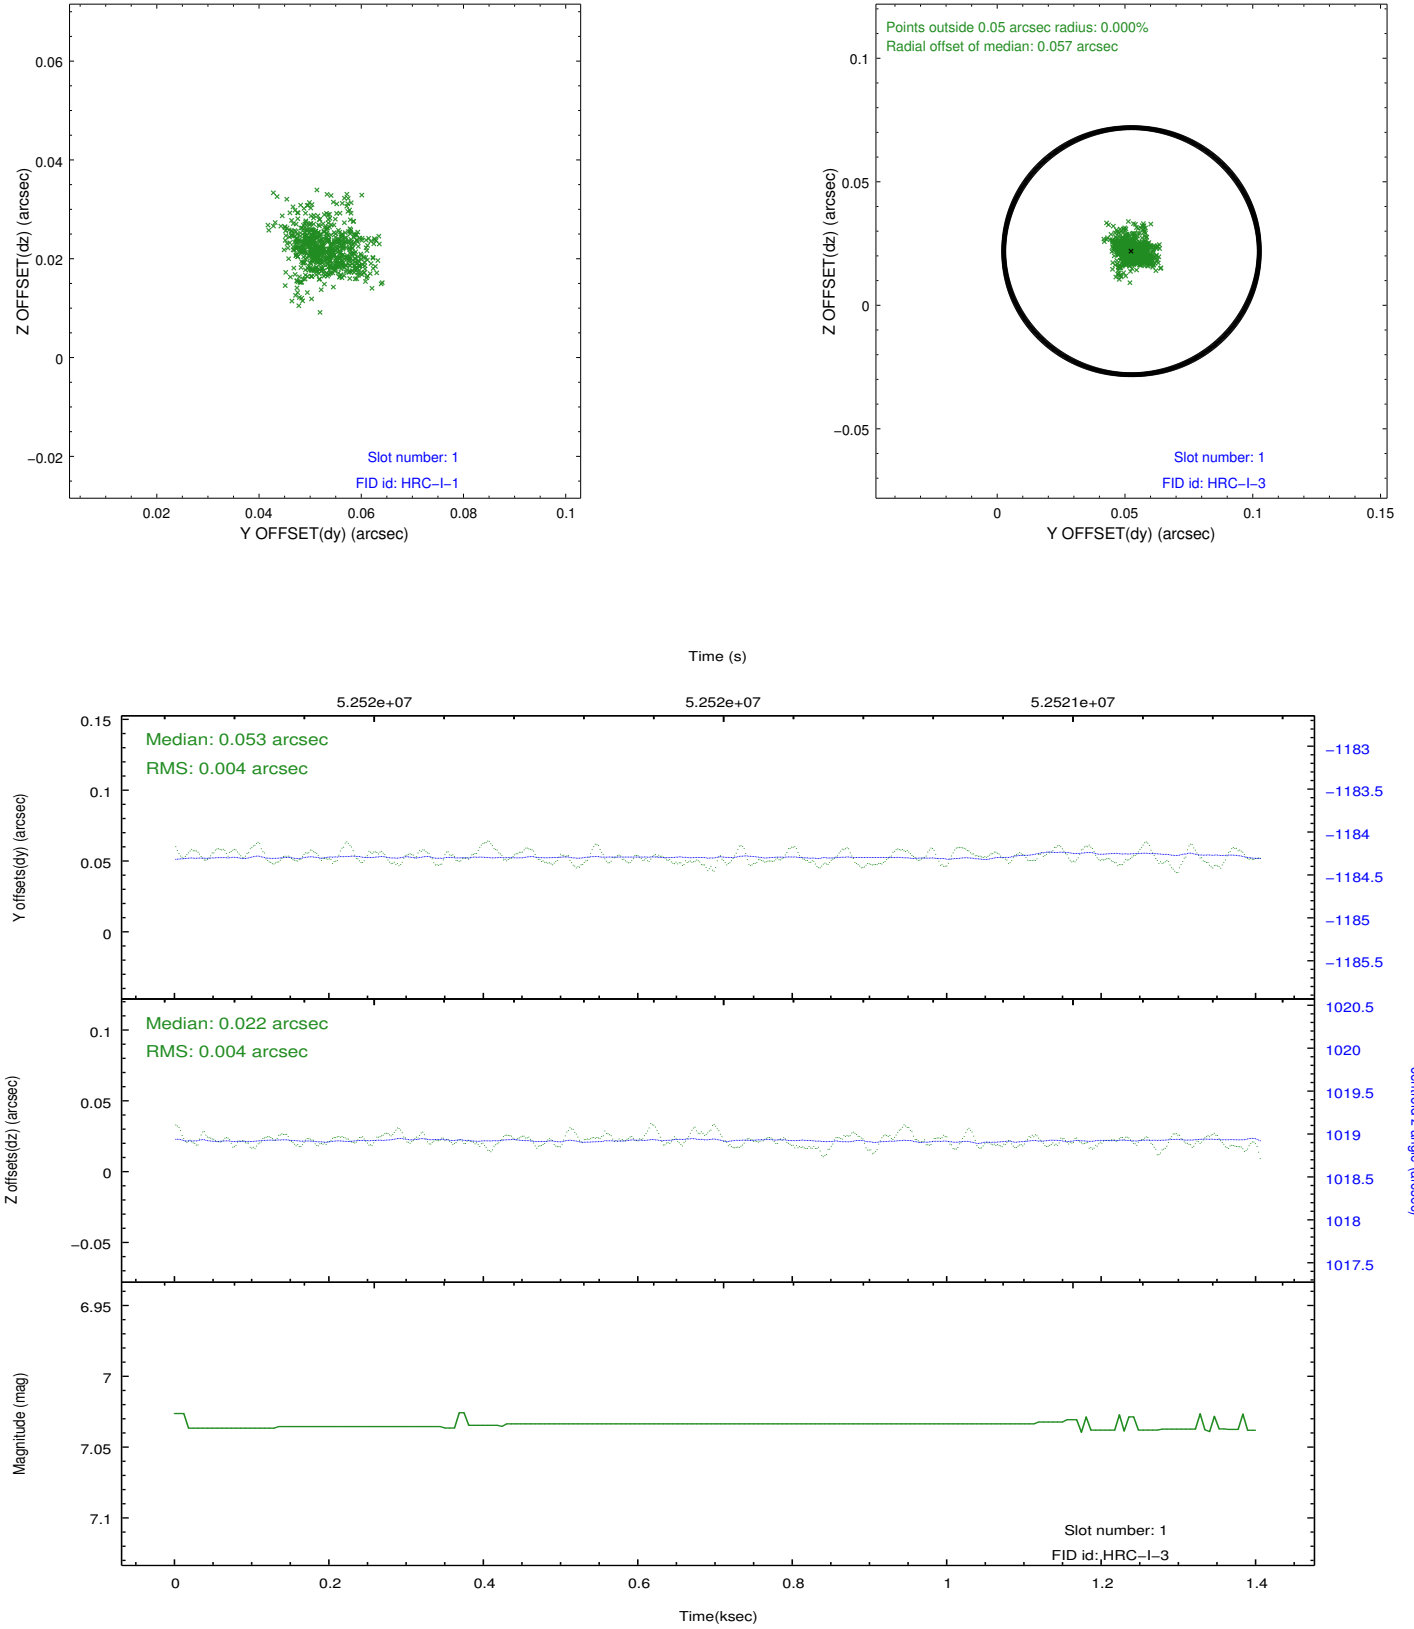 0.06
0.04
0.02
0
−0.02
Z OFFSET(dz) (arcsec)
Slot number: 1
FID id: HRC−I−1
0.02
0.04
0.06
0.08
0.1
Y OFFSET(dy) (arcsec)
Points outside 0.05 arcsec radius: 0.000%
Radial offset of median: 0.057 arcsec
0.1
0.05
0
−0.05
Z OFFSET(dz) (arcsec)
Slot number: 1
FID id: HRC−I−3
0
0.05
0.1
0.15
Y OFFSET(dy) (arcsec)
Time (s)
5.252e+07
5.252e+07
5.2521e+07
Median: 0.053 arcsec
RMS: 0.004 arcsec
0.15
0.1
0.05
0
Y offsets(dy) (arcsec)
−1183
−1183.5
−1184
−1184.5
−1185
−1185.5
Median: 0.022 arcsec
RMS: 0.004 arcsec
0.1
0.05
0
−0.05
Z offsets(dz) (arcsec)
1020.5
1020
1019.5
1019
1018.5
1018
1017.5
6.95
7
7.05
7.1
Magnitude (mag)
Slot number: 1
FID id: HRC−I−3
0
0.2
0.4
0.6
0.8
1
1.2
1.4
Time(ksec)